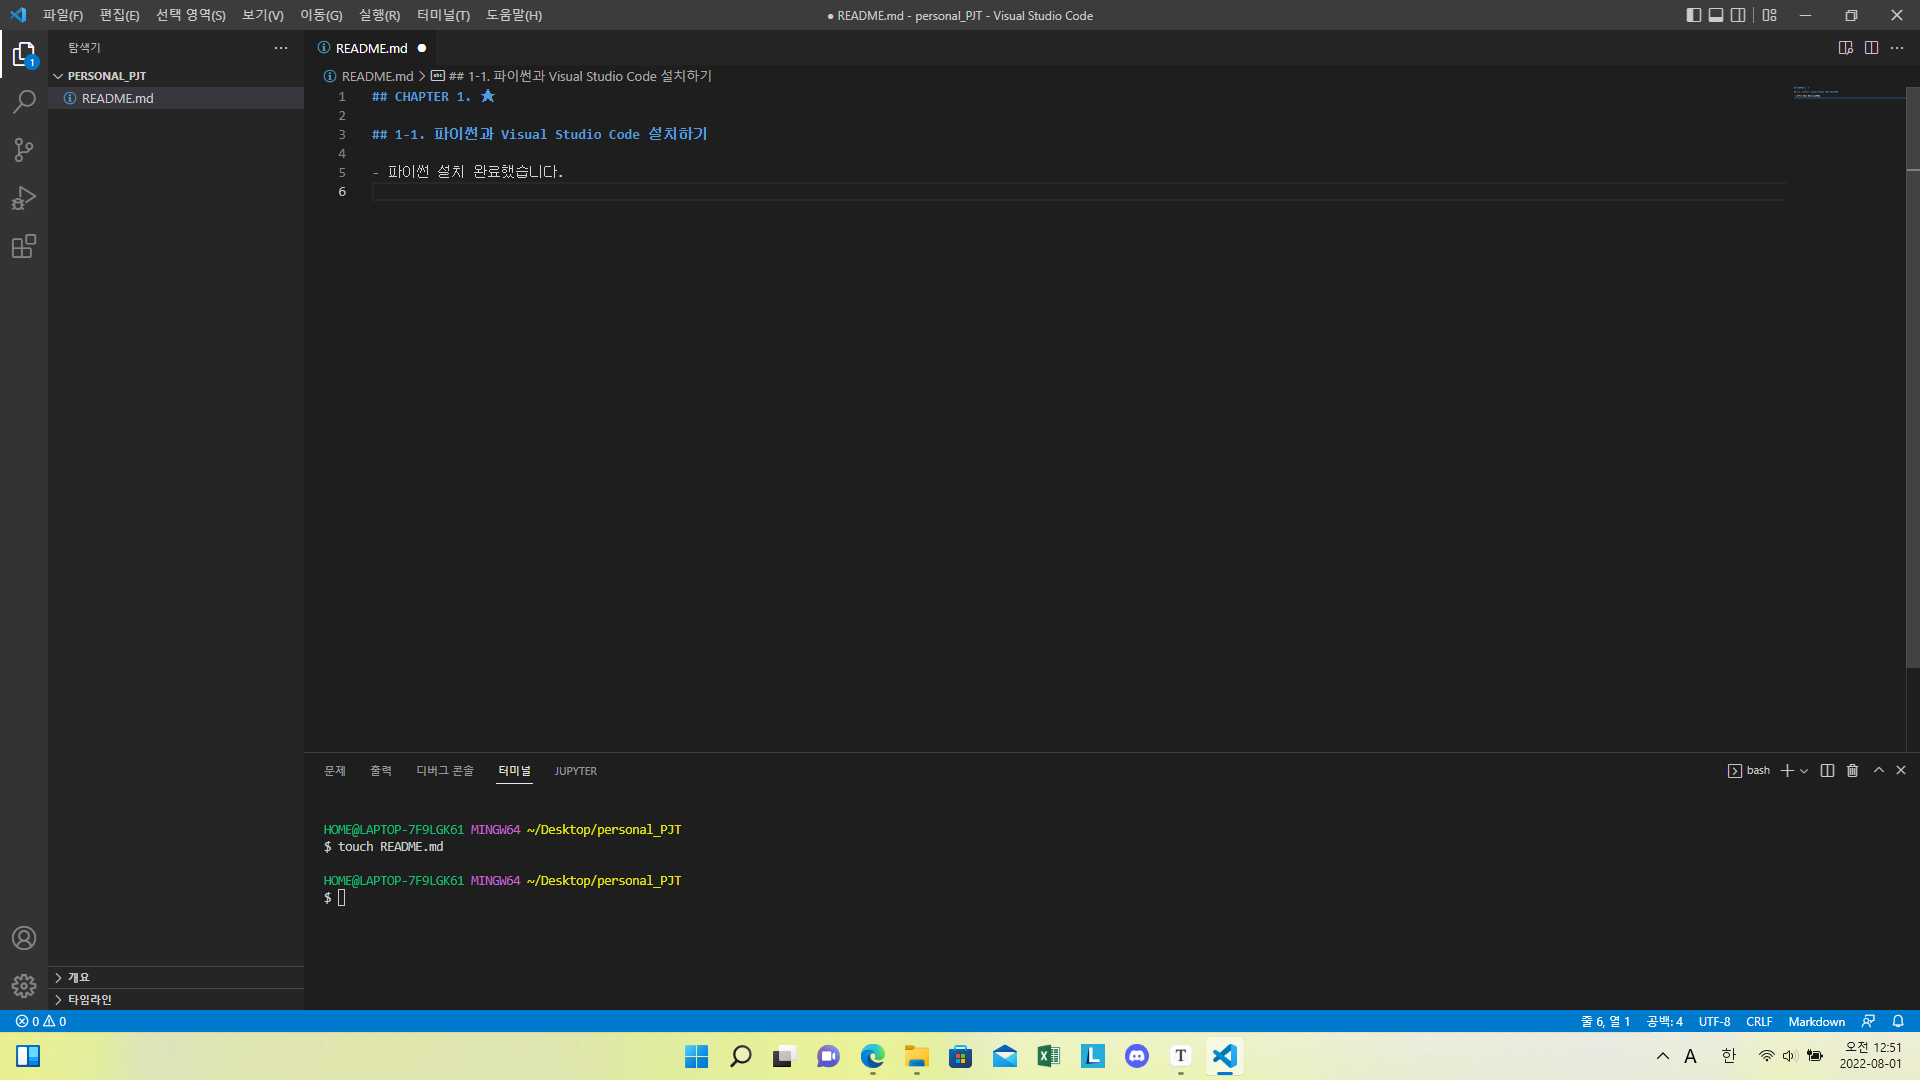 파일(F) 편집(E) 선택 영역(S) 보기(V) 이동(G) 실행(R) 터미널(T) 도움말(H)
● README.md - personal_PJT - Visual Studio Code
탐색기
README.md
1
PERSONAL_PJT
README.md > ## 1-1. 파이썬과 Visual Studio Code 설치하기
README.md
1 ## CHAPTER 1. ★
2
3 ## 1-1. 파이썬과 Visual Studio Code 설치하기
4
5 - 파이썬 설치 완료했습니다.
6
문제 출력 디버그 콘솔 터미널 JUPYTER
bash
HOME@LAPTOP-7F9LGK61 MINGW64 ~/Desktop/personal_PJT
$ touch README.md
HOME@LAPTOP-7F9LGK61 MINGW64 ~/Desktop/personal_PJT
$
개요
타임라인
0 0
줄 6, 열 1 공백: 4 UTF-8 CRLF Markdown
A 한
오전 12:51
2022-08-01